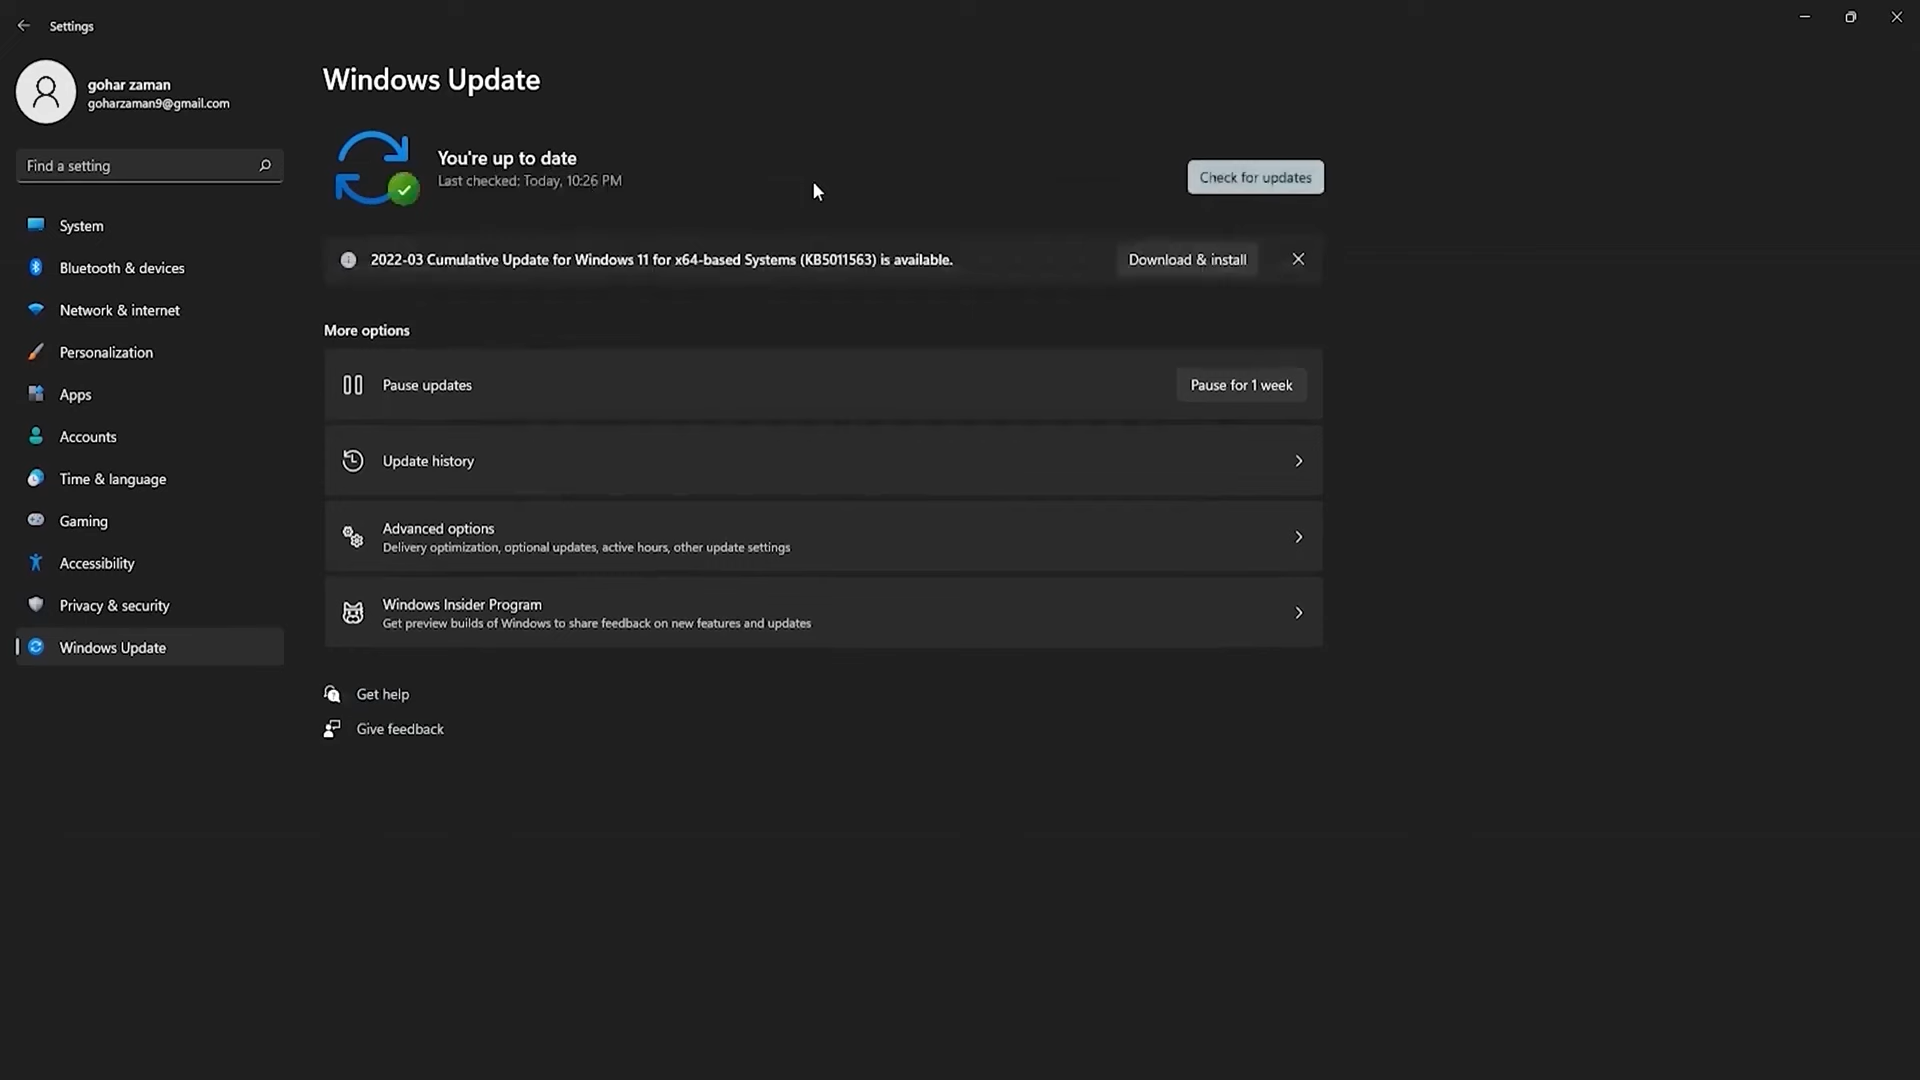 Settings
gohar zaman
goharzaman9@gmail.com
Find a setting
System
Bluetooth & devices
Network & internet
Personalization
Apps
Accounts
Time & language
Gaming
Accessibility
Privacy & security
Windows Update
Windows Update
You're up to date
Last checked: Today, 10:26 PM
Check for updates
2022-03 Cumulative Update for Windows 11 for x64-based Systems (KB5011563) is available.
Download & install
More options
Pause updates
Pause for 1 week
Update history
Advanced options
Delivery optimization, optional updates, active hours, other update settings
Windows Insider Program
Get preview builds of Windows to share feedback on new features and updates
Get help
Give feedback